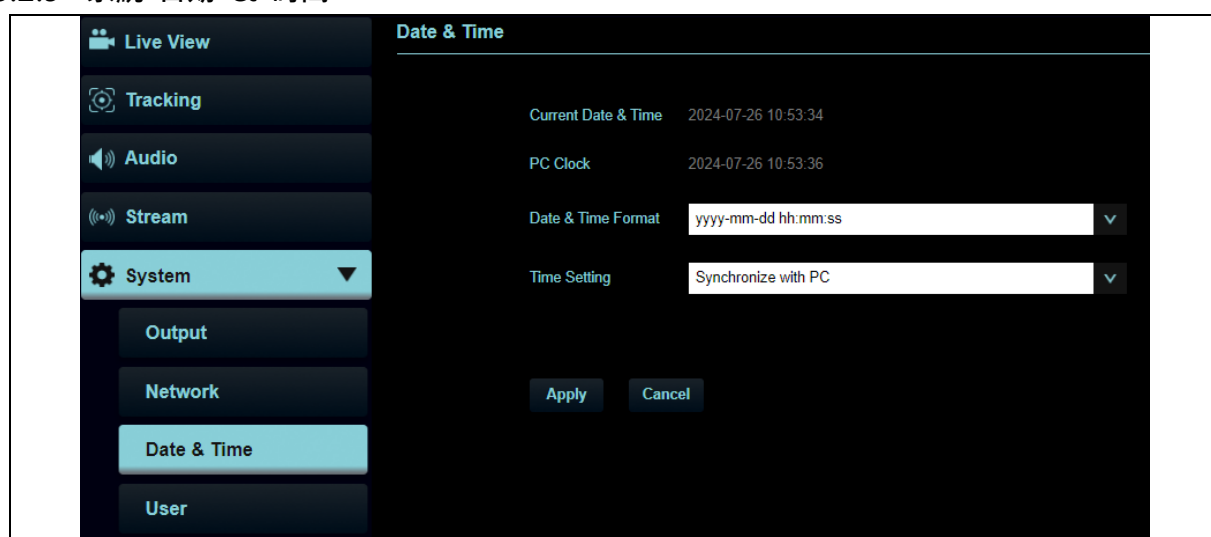 Live View
Date & Time
Tracking
Current Date & Time 2024-07-26 10:53:34
Audio
PC Clock 2024-07-26 10:53:36
Stream
Date & Time Format yyyy-mm-dd hh:mm:ss
System
Time Setting Synchronize with PC
Output
Network
Apply Cancel
Date & Time
User